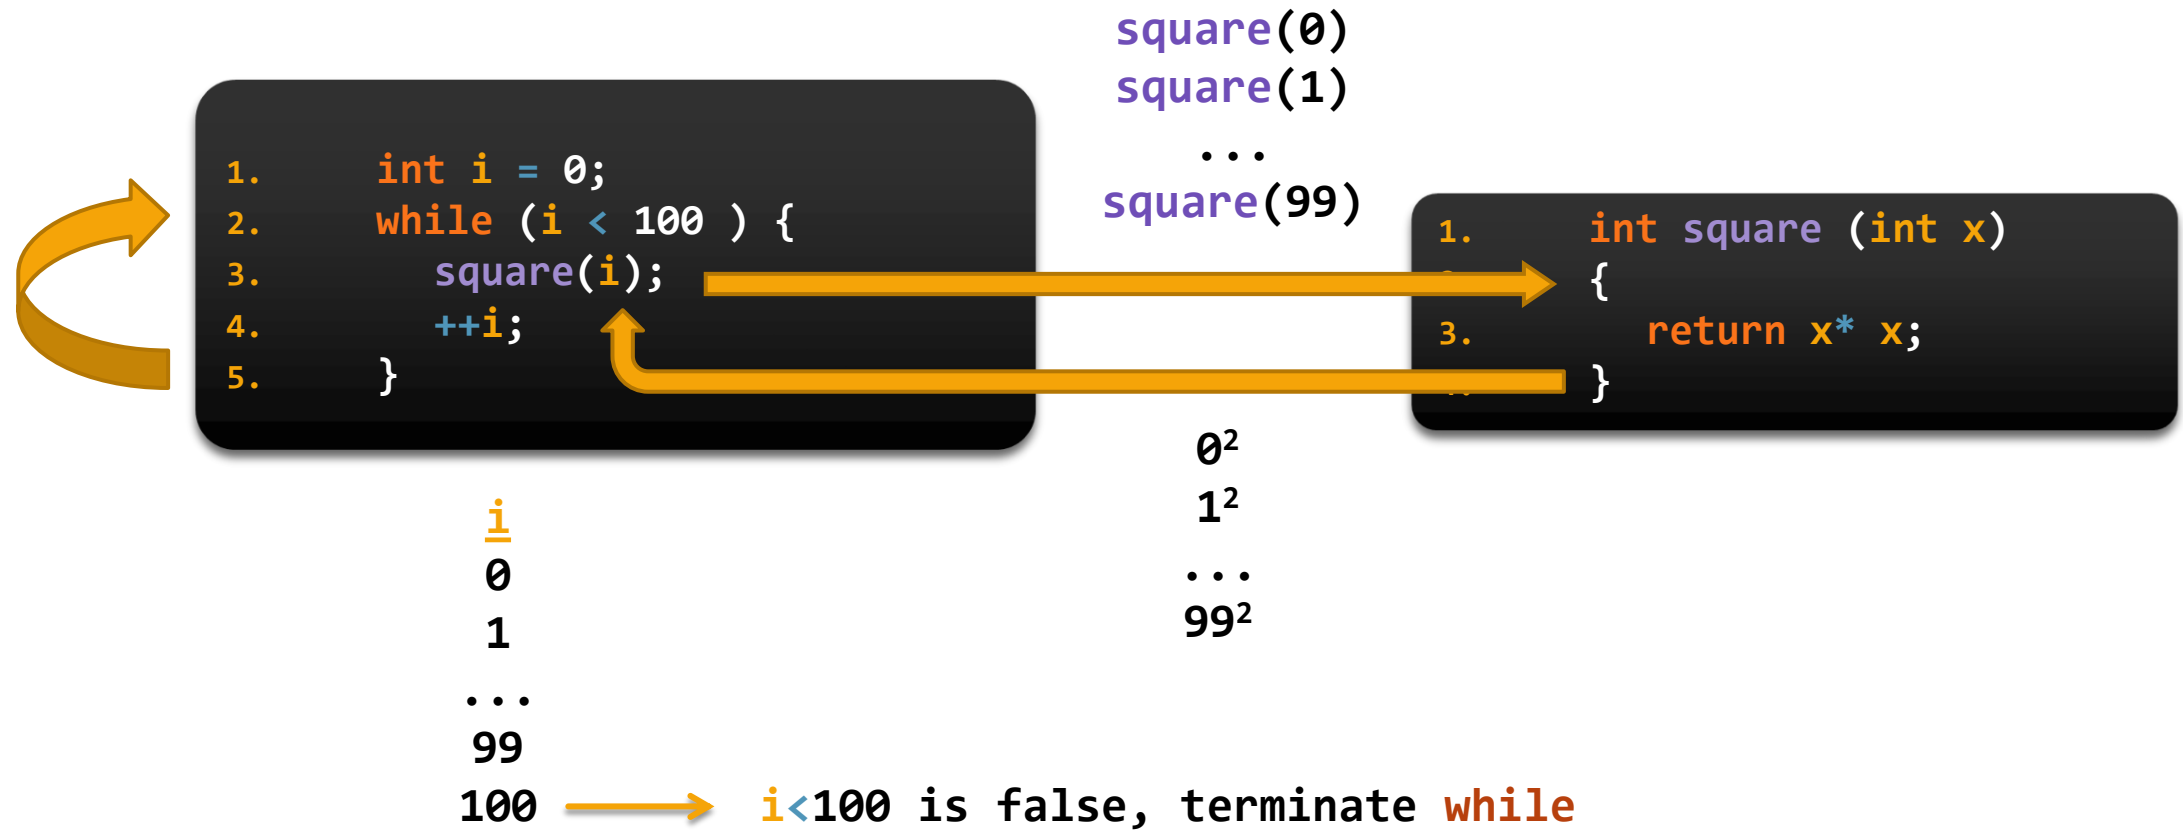 square(0)
square(1)
...
square(99)
1. int i = 0;
2. while (i < 100 ) {
3. square(i);
4. ++i;
5. }
1. int square (int x)
{
3. return x* x;
}
0²
1²
...
99²
i
0
1
...
99
100
i<100 is false, terminate while